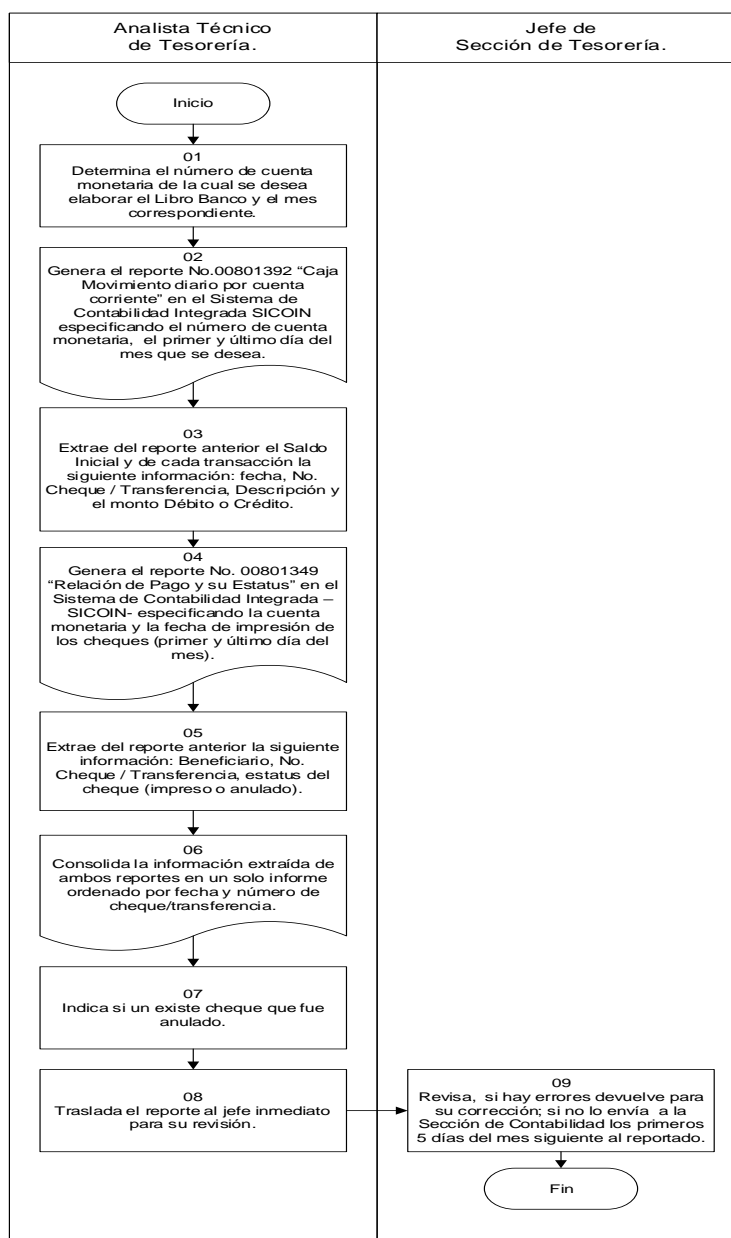 Analista Técnico
de Tesorería.
Jefe de
Sección de Tesorería.
Inicio
01
Determina el número de cuenta
monetaria de la cual se desea
elaborar el Libro Banco y el mes
correspondiente.
02
Genera el reporte No.00801392 “Caja
Movimiento diario por cuenta
corriente” en el Sistema de
Contabilidad Integrada SICOIN
especificando el número de cuenta
monetaria, el primer y último día del
mes que se desea.
03
Extrae del reporte anterior el Saldo
Inicial y de cada transacción la
siguiente información: fecha, No.
Cheque / Transferencia, Descripción y
el monto Débito o Crédito.
04
Genera el reporte No. 00801349
“Relación de Pago y su Estatus” en el
Sistema de Contabilidad Integrada –
SICOIN- especificando la cuenta
monetaria y la fecha de impresión de
los cheques (primer y último día del
mes).
05
Extrae del reporte anterior la siguiente
información: Beneficiario, No.
Cheque / Transferencia, estatus del
cheque (impreso o anulado).
06
Consolida la información extraída de
ambos reportes en un solo informe
ordenado por fecha y número de
cheque/transferencia.
07
Indica si un existe cheque que fue
anulado.
08
Traslada el reporte al jefe inmediato
para su revisión.
09
Revisa, si hay errores devuelve para
su corrección; si no lo envía a la
Sección de Contabilidad los primeros
5 días del mes siguiente al reportado.
Fin